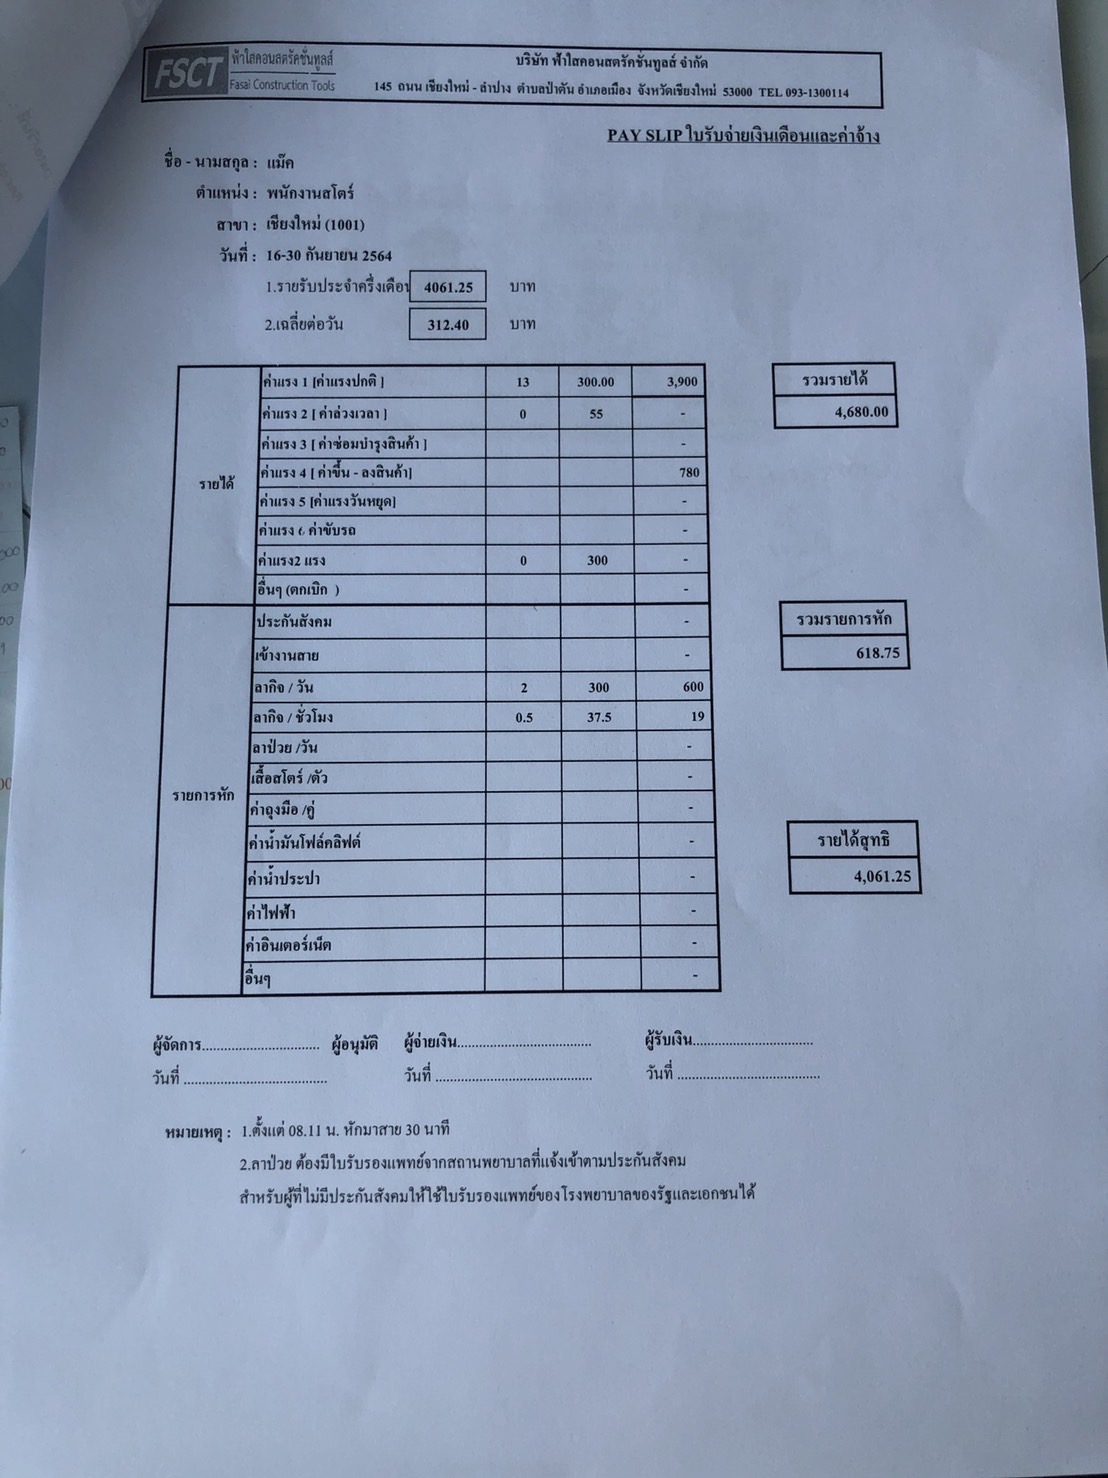 FSCT ฟ้าใสคอนสตรัคชั่นทูลส์
Fasai Construction Tools
บริษัท ฟ้าใสคอนสตรัคชั่นทูลส์ จำกัด
145 ถนน เชียงใหม่ - ลำปาง ตำบลป่าตัน อำเภอเมือง จังหวัดเชียงใหม่ 53000 TEL 093-1300114
PAY SLIP ใบรับจ่ายเงินเดือนและค่าจ้าง
ชื่อ - นามสกุล : แม๊ค
ตำแหน่ง : พนักงานสโตร์
สาขา : เชียงใหม่ (1001)
วันที่ : 16-30 กันยายน 2564
1.รายรับประจำครึ่งเดือน 4061.25 บาท
2.เฉลี่ยต่อวัน 312.40 บาท
รายได้
ค่าแรง 1 [ค่าแรงปกติ ] 13 300.00 3,900
ค่าแรง 2 [ ค่าล่วงเวลา ] 0 55 -
ค่าแรง 3 [ ค่าซ่อมบำรุงสินค้า ] -
ค่าแรง 4 [ ค่าขึ้น - ลงสินค้า] 780
ค่าแรง 5 [ค่าแรงวันหยุด] -
ค่าแรง 6 ค่าขับรถ -
ค่าแรง2 แรง 0 300 -
อื่นๆ (ตกเบิก ) -
รวมรายได้
4,680.00
รายการหัก
ประกันสังคม -
เข้างานสาย -
ลากิจ / วัน 2 300 600
ลากิจ / ชั่วโมง 0.5 37.5 19
ลาป่วย /วัน -
เสื้อสโตร์ /ตัว -
ค่าถุงมือ /คู่ -
ค่าน้ำมันโฟล์คลิฟต์ -
ค่าน้ำประปา -
ค่าไฟฟ้า -
ค่าอินเตอร์เน็ต -
อื่นๆ -
รวมรายการหัก
618.75
รายได้สุทธิ
4,061.25
ผู้จัดการ................................ ผู้อนุมัติ ผู้จ่ายเงิน.................................... ผู้รับเงิน................................
วันที่ ....................................... วันที่ .......................................... วันที่ ......................................
หมายเหตุ : 1.ตั้งแต่ 08.11 น. หักมาสาย 30 นาที
2.ลาป่วย ต้องมีใบรับรองแพทย์จากสถานพยาบาลที่แจ้งเข้าตามประกันสังคม
สำหรับผู้ที่ไม่มีประกันสังคมให้ใช้ใบรับรองแพทย์ของโรงพยาบาลของรัฐและเอกชนได้